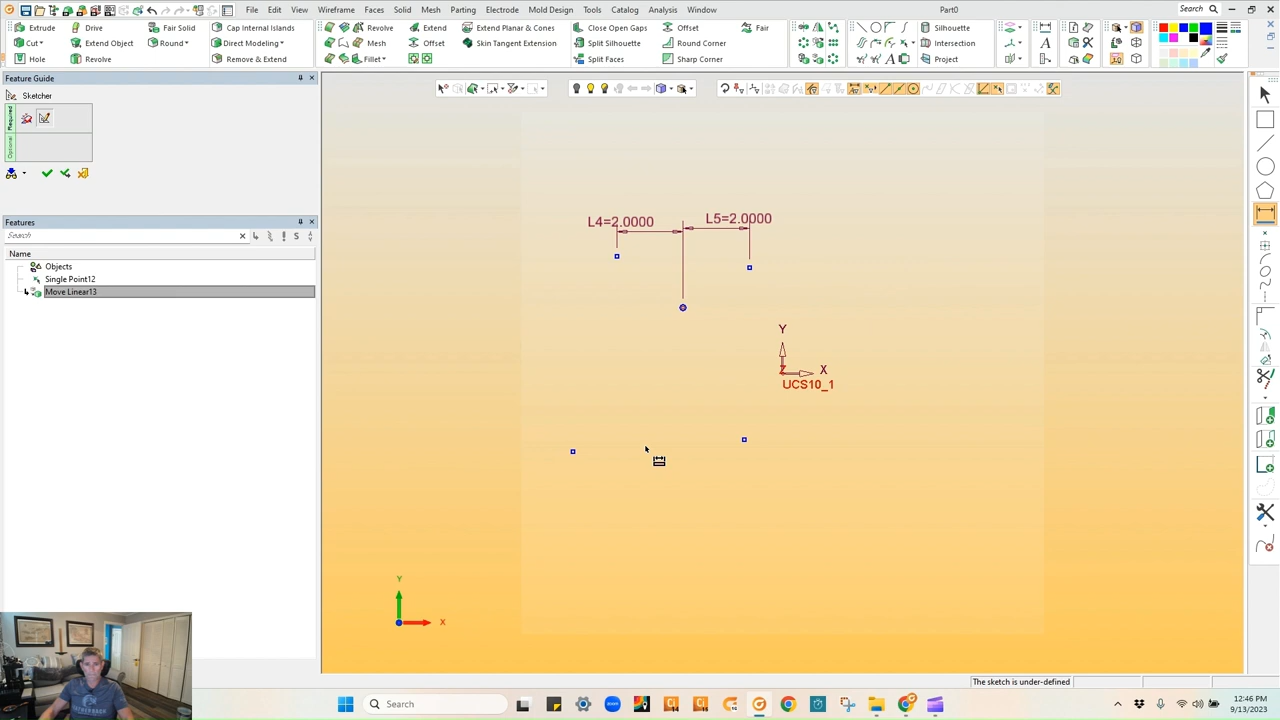 File Edit View Wireframe Faces Solid Mesh Parting Electrode Mold Design Tools Catalog Analysis Window Part0 Search
Extrude Drive Fair Solid Cap Internal Islands Revolve Extend Extend Planar & Cones Close Open Gaps Offset Fair Silhouette
Cut Extend Object Round Direct Modeling Mesh Offset Skin Tangent Extension Split Silhouette Round Corner Intersection
Hole Revolve Remove & Extend Fillet Split Faces Sharp Corner Project
Feature Guide
Sketcher
Required
Optional
Features
Search
S
Name
Objects
Single Point12
Move Linear13
L4=2.0000 L5=2.0000
Y
Z X
UCS10_1
Y
X
The sketch is under-defined
Search
12:46 PM
9/13/2023